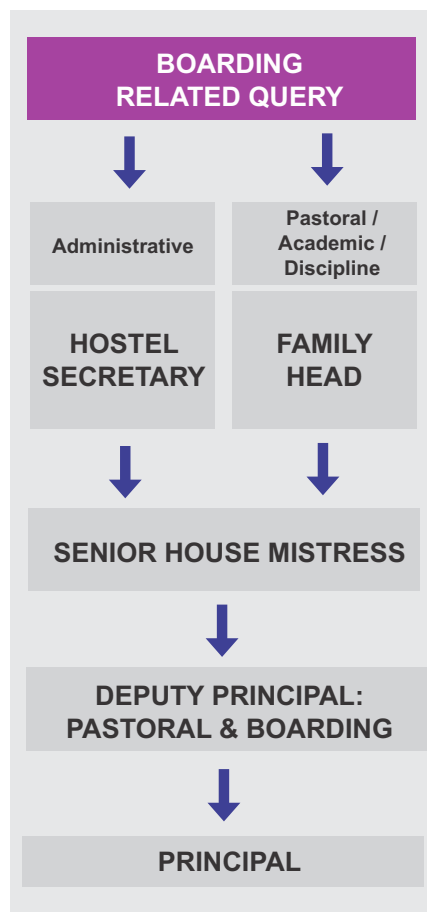 BOARDING
RELATED QUERY
Administrative
Pastoral /
Academic /
Discipline
HOSTEL
SECRETARY
FAMILY
HEAD
SENIOR HOUSE MISTRESS
DEPUTY PRINCIPAL:
PASTORAL & BOARDING
PRINCIPAL